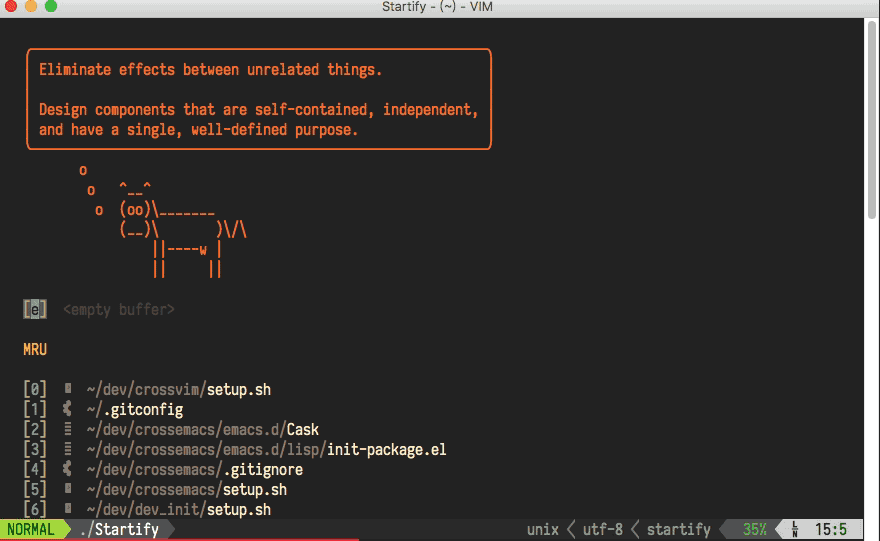 Startify - (~) - VIM
Eliminate effects between unrelated things.
Design components that are self-contained, independent,
and have a single, well-defined purpose.
o
o   ^__^
o  (oo)\_______
(__)\       )\/\
||----w |
||     ||
[e]  <empty buffer>
MRU
[0] ~/dev/crossvim/setup.sh
[1] ~/.gitconfig
[2] ~/dev/crossemacs/emacs.d/Cask
[3] ~/dev/crossemacs/emacs.d/lisp/init-package.el
[4] ~/dev/crossemacs/.gitignore
[5] ~/dev/crossemacs/setup.sh
[6] ~/dev/dev_init/setup.sh
NORMAL ./Startify unix utf-8 startify 35% LN 15:5